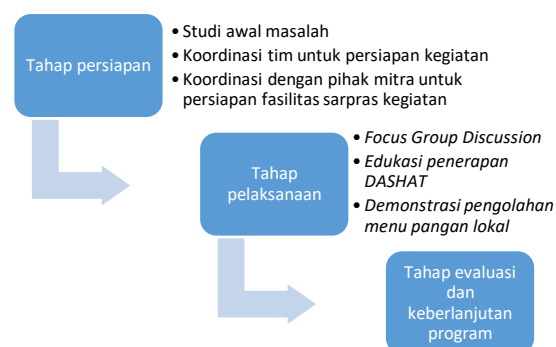 Tahap persiapan
• Studi awal masalah
• Koordinasi tim untuk persiapan kegiatan
• Koordinasi dengan pihak mitra untuk
persiapan fasilitas sarpras kegiatan
Tahap
pelaksanaan
• Focus Group Discussion
• Edukasi penerapan
DASHAT
• Demonstrasi pengolahan
menu pangan lokal
Tahap evaluasi
dan
keberlanjutan
program